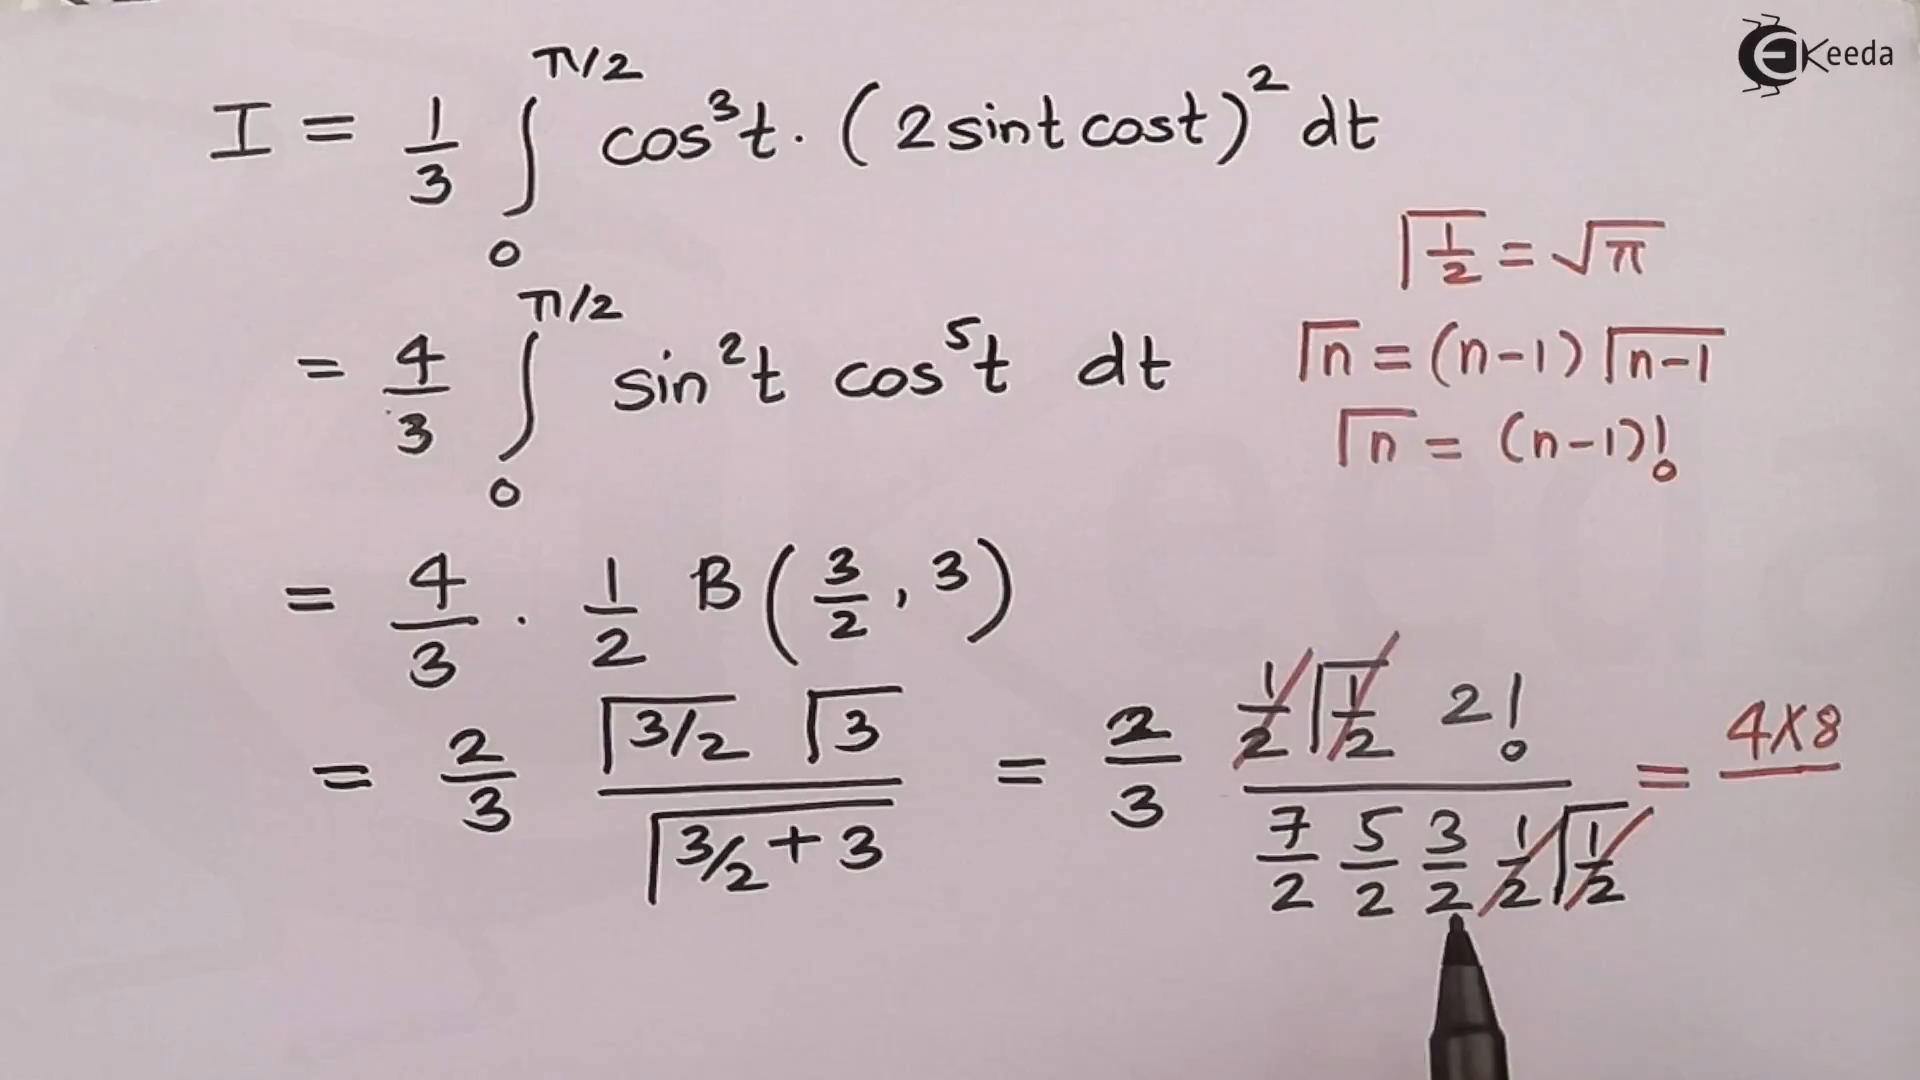 I = 1/3 ∫₀^π/2 cos³t · (2 sint cost)² dt
= 4/3 ∫₀^π/2 sin²t cos⁵t dt
= 4/3 · 1/2 B(3/2, 3)
= 2/3 Γ3/2 Γ3 / Γ(3/2+3) = 2/3 (1/2 Γ1/2 2!) / (7/2 5/2 3/2 1/2 Γ1/2) = 4×8
Γ1/2 = √π
Γn = (n-1) Γn-1
Γn = (n-1)!
eKeeda